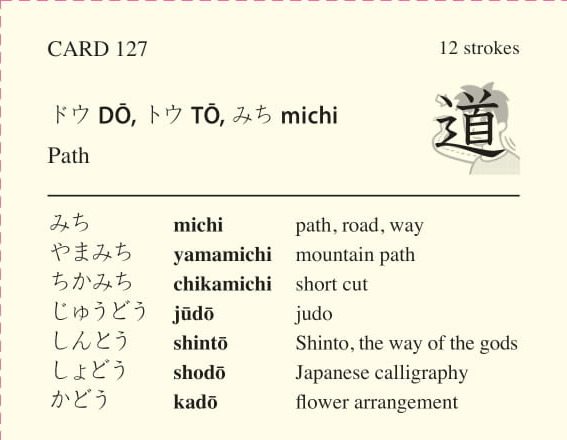 CARD 127 12 strokes
ドウ DŌ, トウ TŌ, みち michi
道
Path
みち michi path, road, way
やまみち yamamichi mountain path
ちかみち chikamichi short cut
じゅうどう jūdō judo
しんとう shintō Shinto, the way of the gods
しょどう shodō Japanese calligraphy
かどう kadō flower arrangement